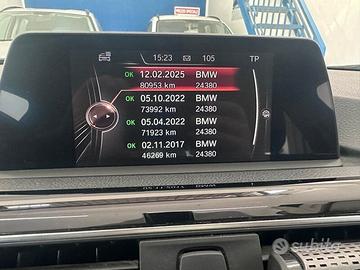 15:23 105 TP
OK 12.02.2025 BMW
80953 km 24380
OK 05.10.2022 BMW
73992 km 24380
OK 05.04.2022 BMW
71923 km 24380
OK 02.11.2017 BMW
46269 km 24380
subito